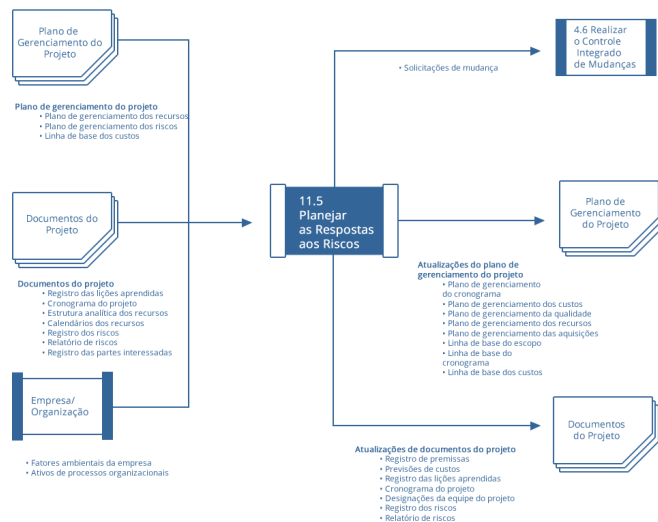 Plano de
Gerenciamento do
Projeto
Plano de gerenciamento do projeto
• Plano de gerenciamento dos recursos
• Plano de gerenciamento dos riscos
• Linha de base dos custos
Documentos do
Projeto
Documentos do projeto
• Registro das lições aprendidas
• Cronograma do projeto
• Estrutura analítica dos recursos
• Calendários dos recursos
• Registro dos riscos
• Relatório de riscos
• Registro das partes interessadas
Empresa/
Organização
• Fatores ambientais da empresa
• Ativos de processos organizacionais
11.5
Planejar
as Respostas
aos Riscos
• Solicitações de mudança
4.6 Realizar
o Controle
Integrado
de Mudanças
Plano de
Gerenciamento
do Projeto
Atualizações do plano de
gerenciamento do projeto
• Plano de gerenciamento
do cronograma
• Plano de gerenciamento dos custos
• Plano de gerenciamento da qualidade
• Plano de gerenciamento dos recursos
• Plano de gerenciamento das aquisições
• Linha de base do escopo
• Linha de base do
cronograma
• Linha de base dos custos
Documentos
do Projeto
Atualizações de documentos do projeto
• Registro de premissas
• Previsões de custos
• Registro das lições aprendidas
• Cronograma do projeto
• Designações da equipe do projeto
• Registro dos riscos
• Relatório de riscos